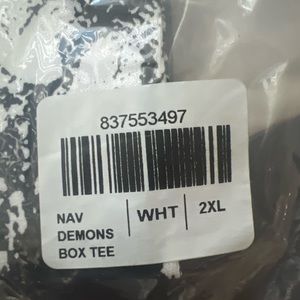 837553497
NAV
DEMONS
BOX TEE
WHT
2XL